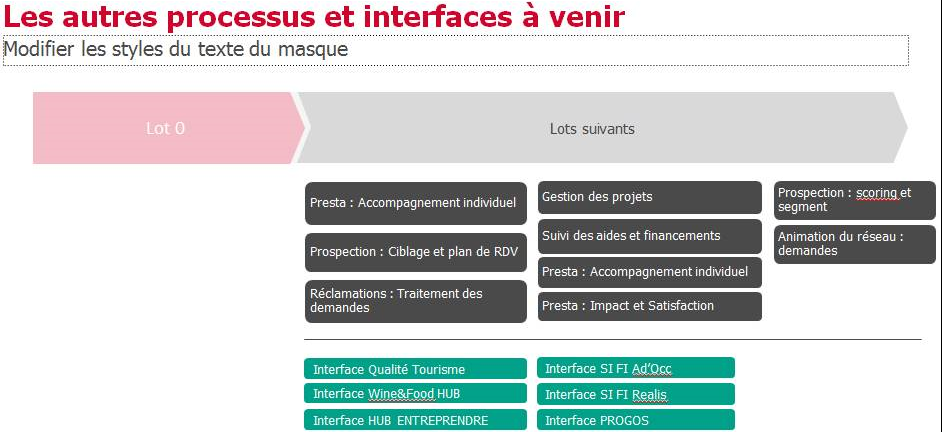 Les autres processus et interfaces à venir
Modifier les styles du texte du masque
Lot 0
Lots suivants
Presta : Accompagnement individuel
Prospection : Ciblage et plan de RDV
Réclamations : Traitement des
demandes
Gestion des projets
Suivi des aides et financements
Presta : Accompagnement individuel
Presta : Impact et Satisfaction
Prospection : scoring et
segment
Animation du réseau :
demandes
Interface Qualité Tourisme
Interface Wine&Food HUB
Interface HUB ENTREPRENDRE
Interface SI FI Ad’Occ
Interface SI FI Realis
Interface PROGOS